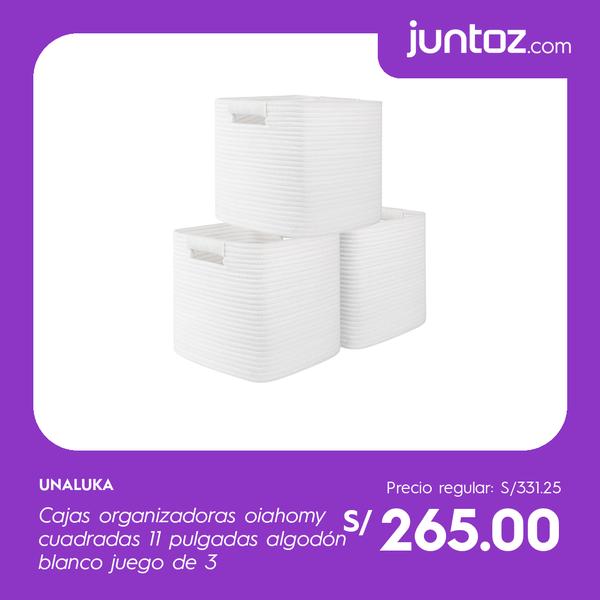 juntoz.com
UNALUKA
Cajas organizadoras oiahomy
cuadradas 11 pulgadas algodón
blanco juego de 3
Precio regular: S/331.25
S/ 265.00